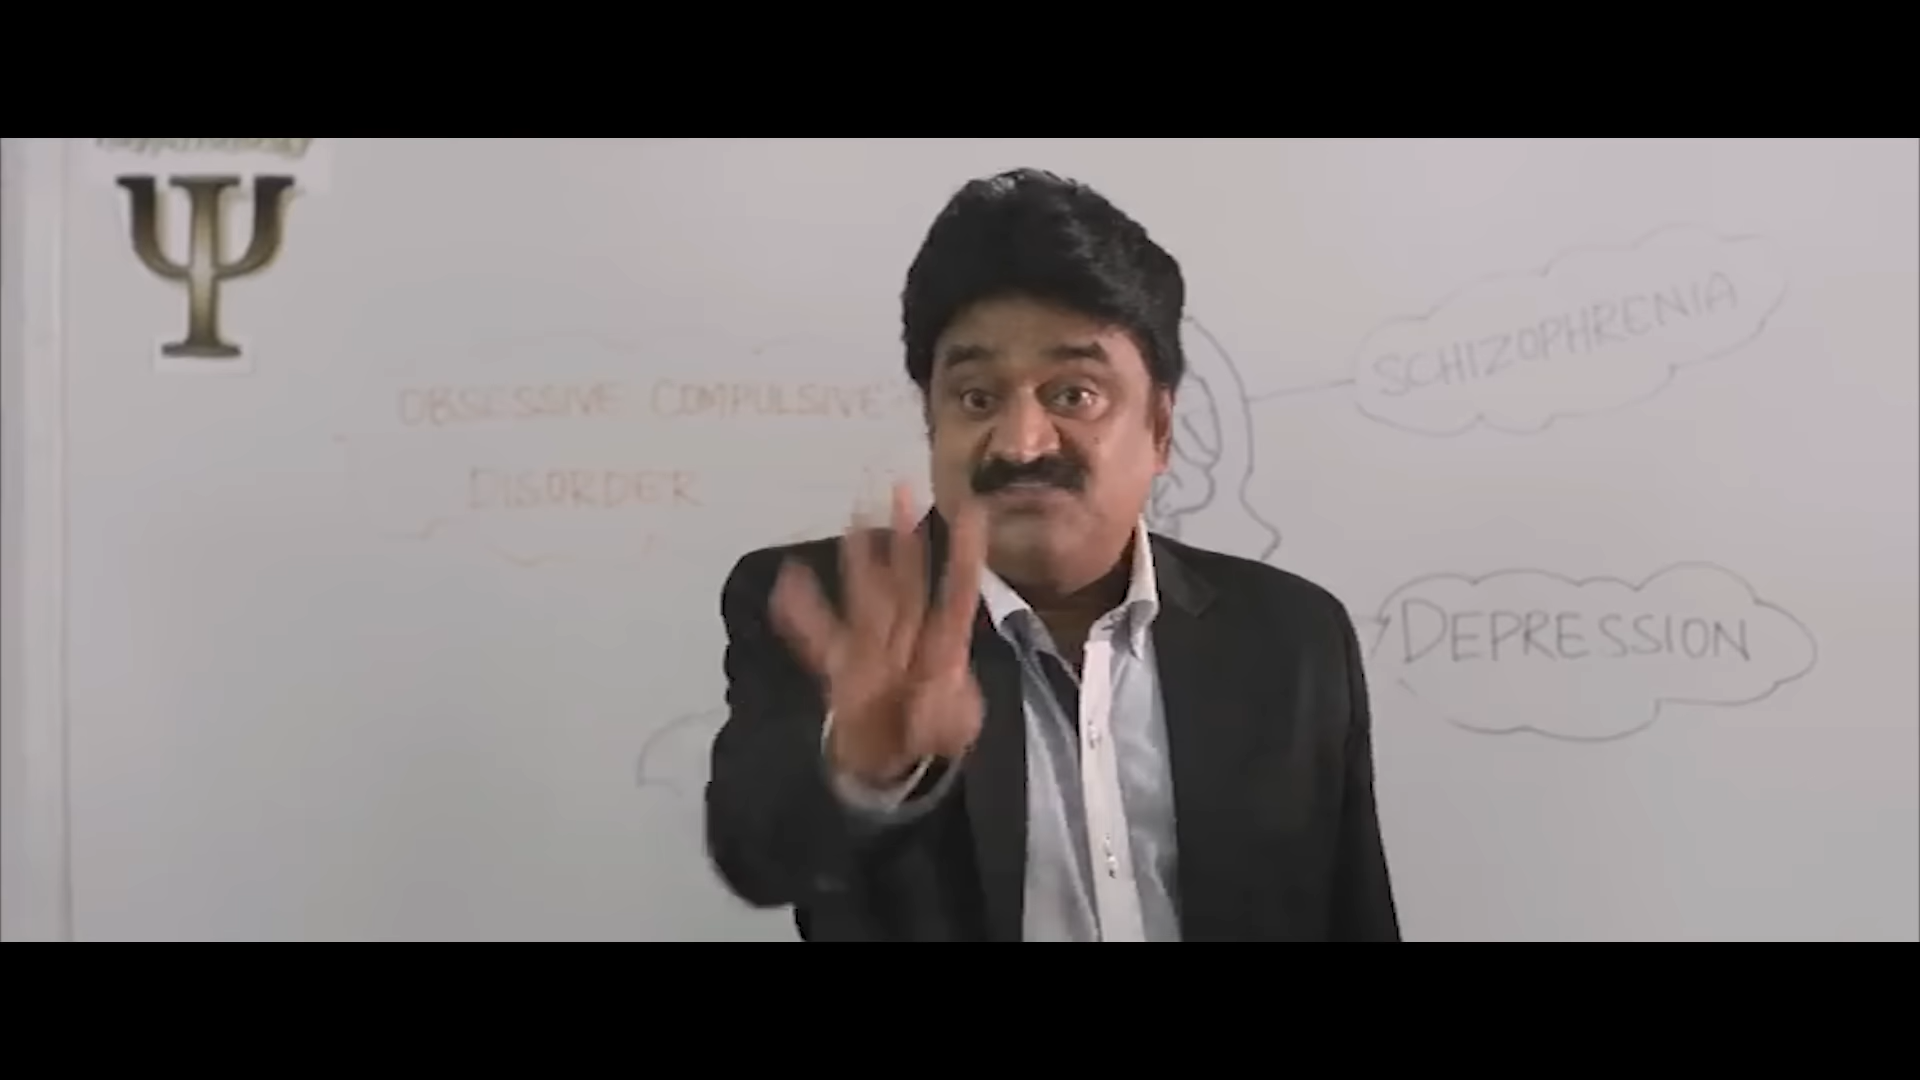 Ψ
OBSESSIVE COMPULSIVE
DISORDER
SCHIZOPHRENIA
DEPRESSION